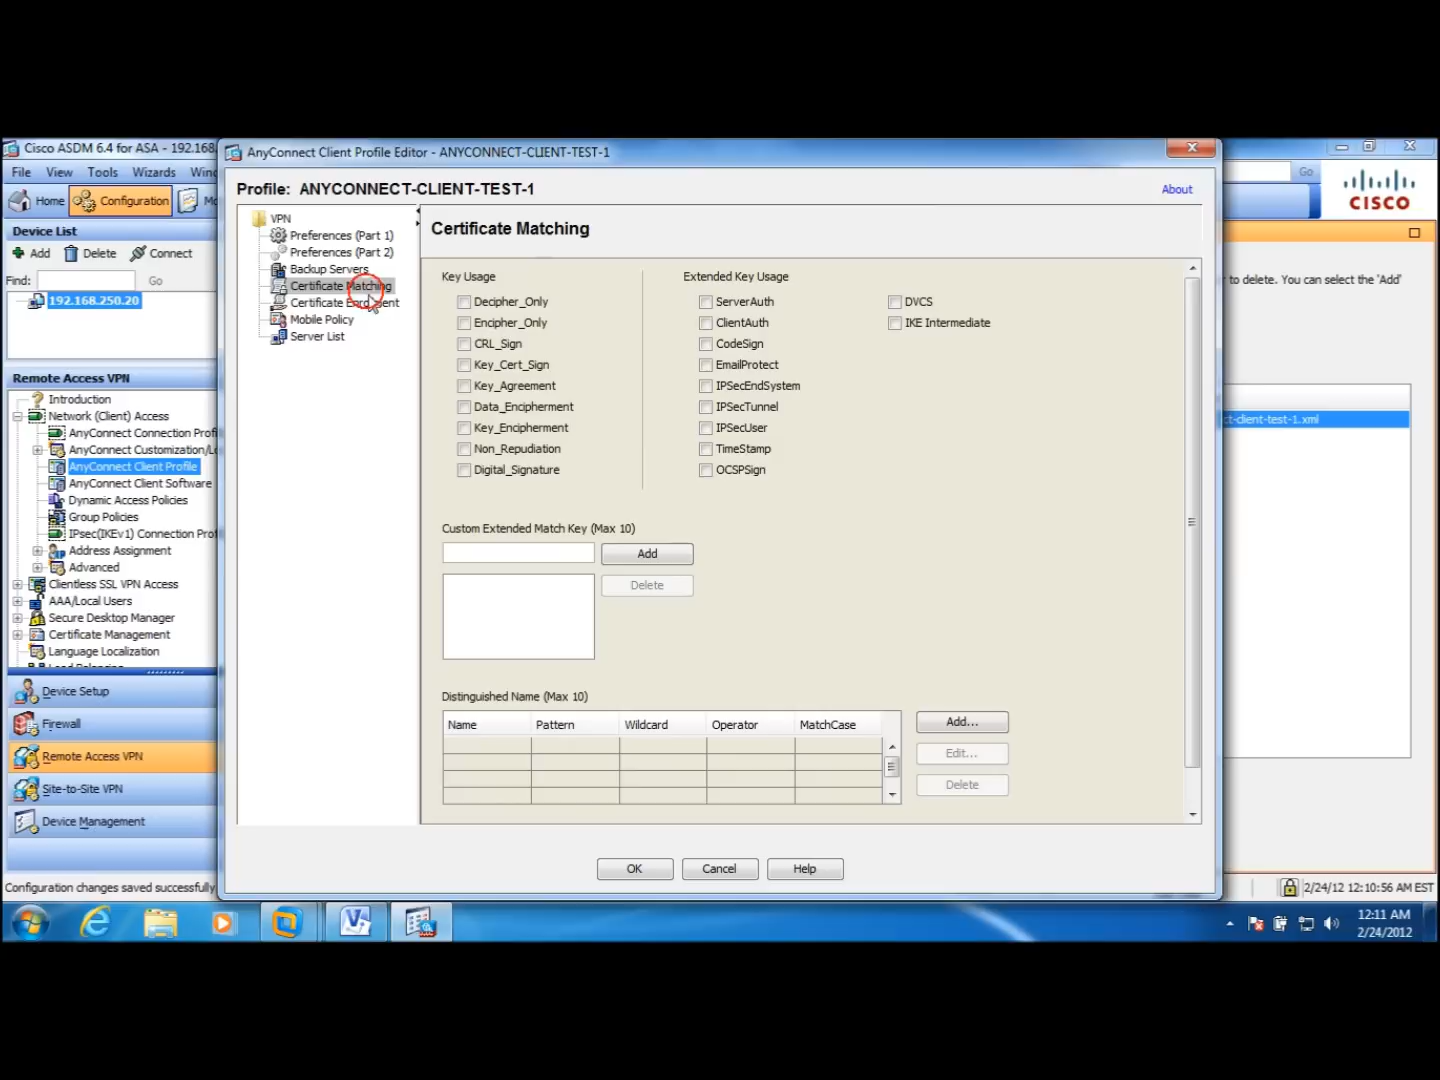 Cisco ASDM 6.4 for ASA - 192.168.
File View Tools Wizards
Home Configuration
Device List
Add Delete Connect
Find: Go
192.168.250.20
Remote Access VPN
Introduction
Network (Client) Access
AnyConnect Connection
AnyConnect Customization/
AnyConnect Client Profile
AnyConnect Client Software
Dynamic Access Policies
Group Policies
IPsec(IKEv1) Connection
Address Assignment
Advanced
Clientless SSL VPN Access
AAA/Local Users
Secure Desktop Manager
Certificate Management
Language Localization
Device Setup
Firewall
Remote Access VPN
Site-to-Site VPN
Device Management
Configuration changes saved successfully
AnyConnect Client Profile Editor - ANYCONNECT-CLIENT-TEST-1
Profile: ANYCONNECT-CLIENT-TEST-1
About
VPN
Preferences (Part 1)
Preferences (Part 2)
Backup Servers
Certificate Matching
Certificate
Mobile Policy
Server List
Certificate Matching
Key Usage
Decipher_Only
Encipher_Only
CRL_Sign
Key_Cert_Sign
Key_Agreement
Data_Encipherment
Key_Encipherment
Non_Repudiation
Digital_Signature
Extended Key Usage
ServerAuth
ClientAuth
CodeSign
EmailProtect
IPSecEndSystem
IPSecTunnel
IPSecUser
TimeStamp
OCSPSign
DVCS
IKE Intermediate
Custom Extended Match Key (Max 10)
Add
Delete
Distinguished Name (Max 10)
Name Pattern Wildcard Operator MatchCase
Add...
Edit...
Delete
OK Cancel Help
Go
CISCO
to delete. You can select the 'Add'
ct-client-test-1.xml
2/24/12 12:10:56 AM EST
12:11 AM
2/24/2012